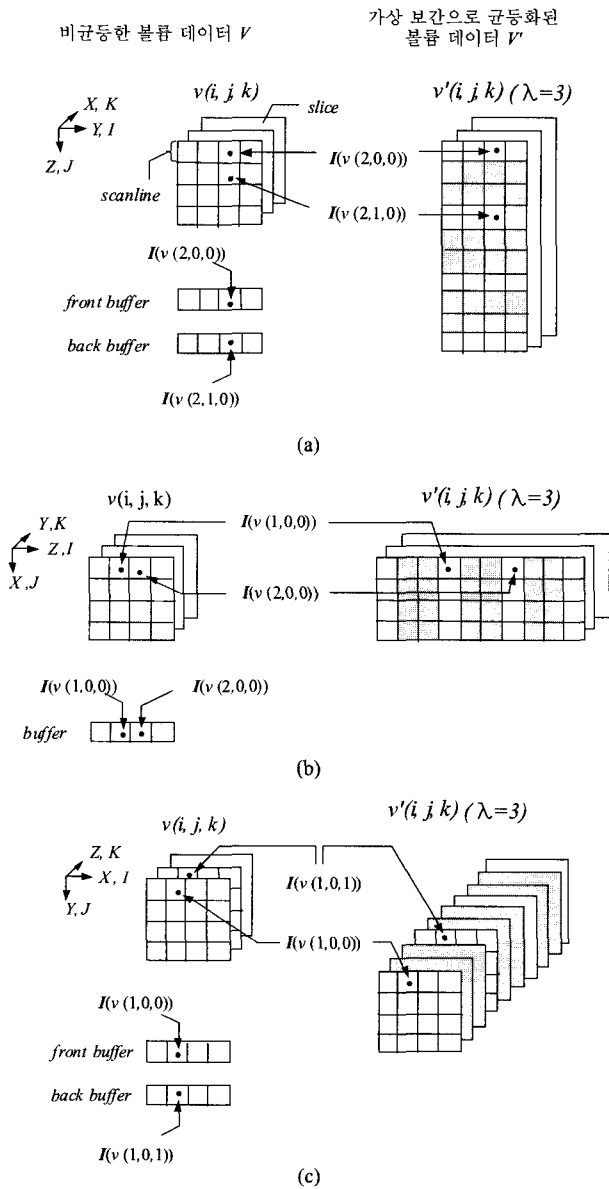 비균등한 볼륨 데이터 V
가상 보간으로 균등화된
볼륨 데이터 V'
v(i, j, k)
slice
v'(i, j, k) (λ=3)
X, K
Y, I
Z, J
scanline
I(v (2,0,0))
I(v (2,1,0))
I(v (2,0,0))
front buffer
back buffer
I(v (2,1,0))
(a)
v(i, j, k)
v'(i, j, k) (λ=3)
Y,K
Z,I
X,J
I(v (1,0,0))
I(v (2,0,0))
I(v (1,0,0))
I(v (2,0,0))
buffer
(b)
v(i, j, k)
v'(i, j, k) (λ=3)
Z, K
X, I
Y, J
I(v (1,0,1))
I(v (1,0,0))
I(v (1,0,0))
front buffer
back buffer
I(v (1,0,1))
(c)